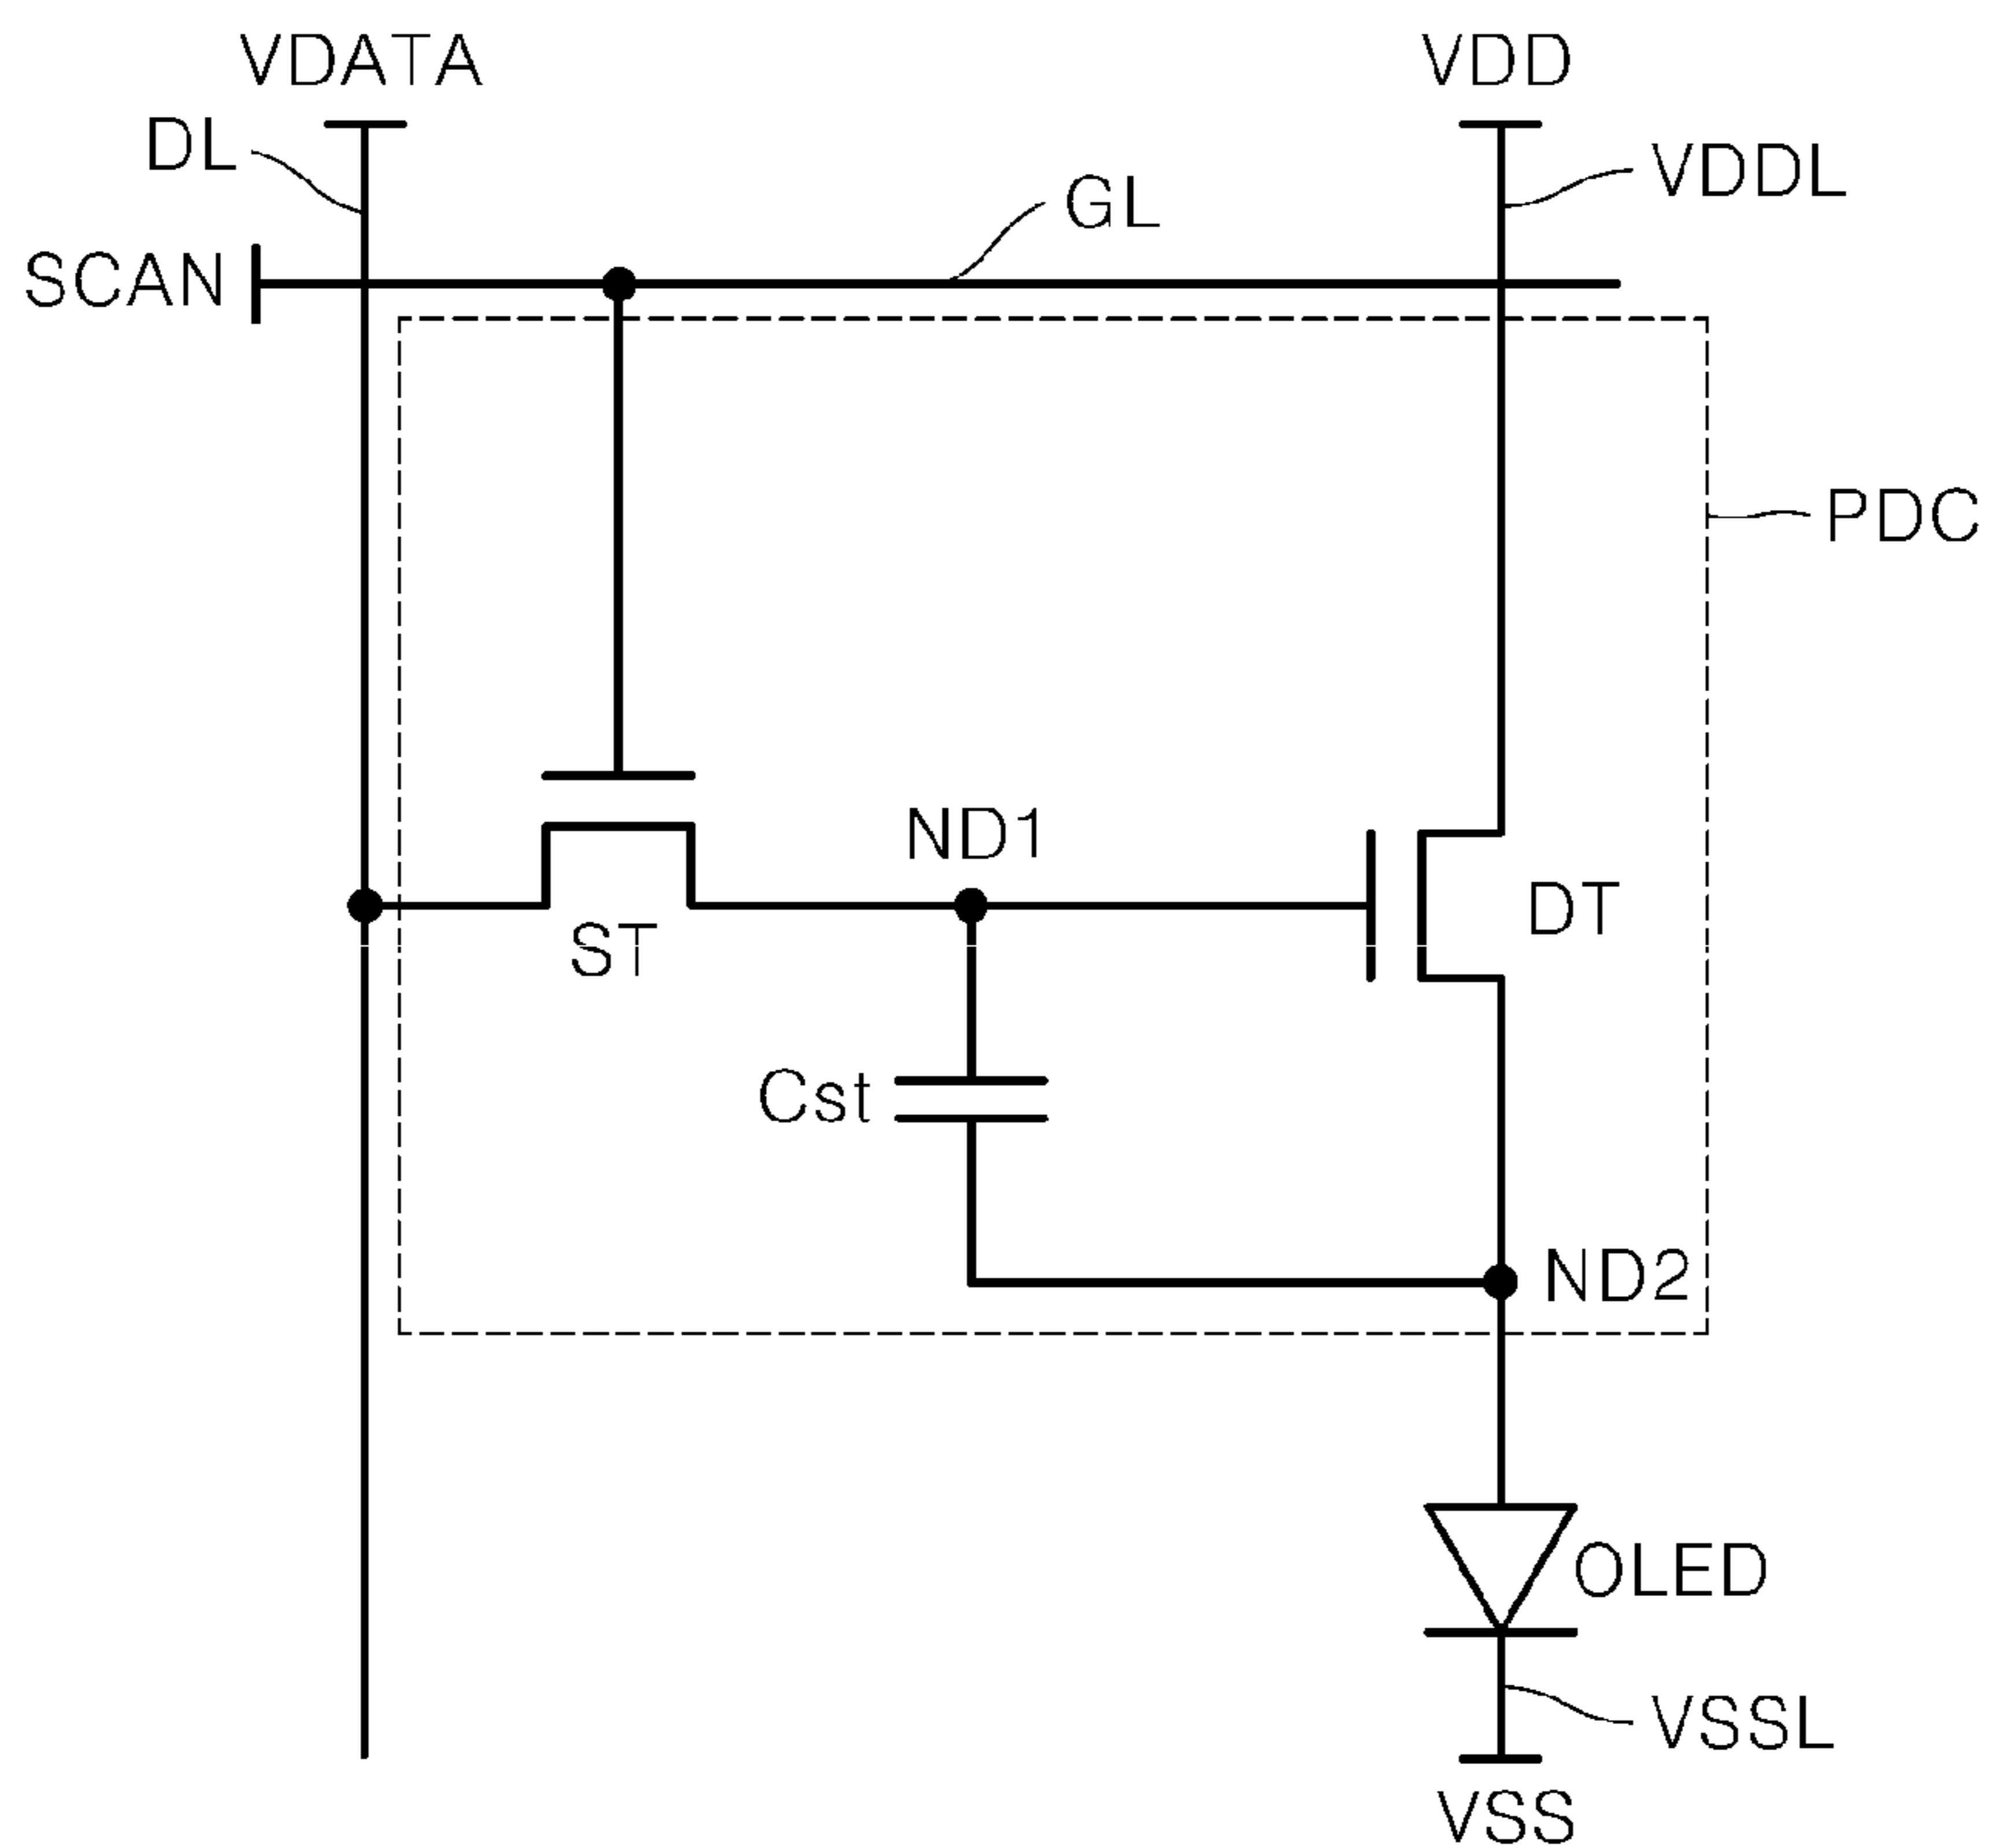 VDATA
VDD
DL
VDDL
GL
SCAN
PDC
ND1
DT
ST
Cst
ND2
OLED
VSSL
VSS